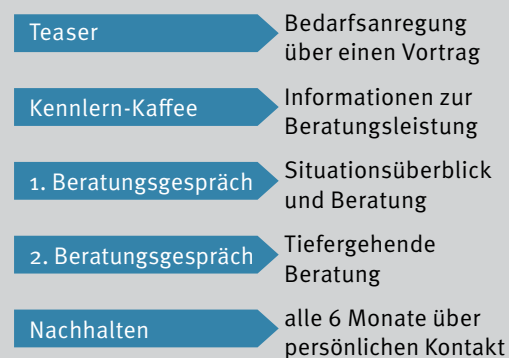 Teaser
Bedarfsanregung
über einen Vortrag
Kennlern-Kaffee
Informationen zur
Beratungsleistung
1. Beratungsgespräch
Situationsüberblick
und Beratung
2. Beratungsgespräch
Tiefergehende
Beratung
Nachhalten
alle 6 Monate über
persönlichen Kontakt